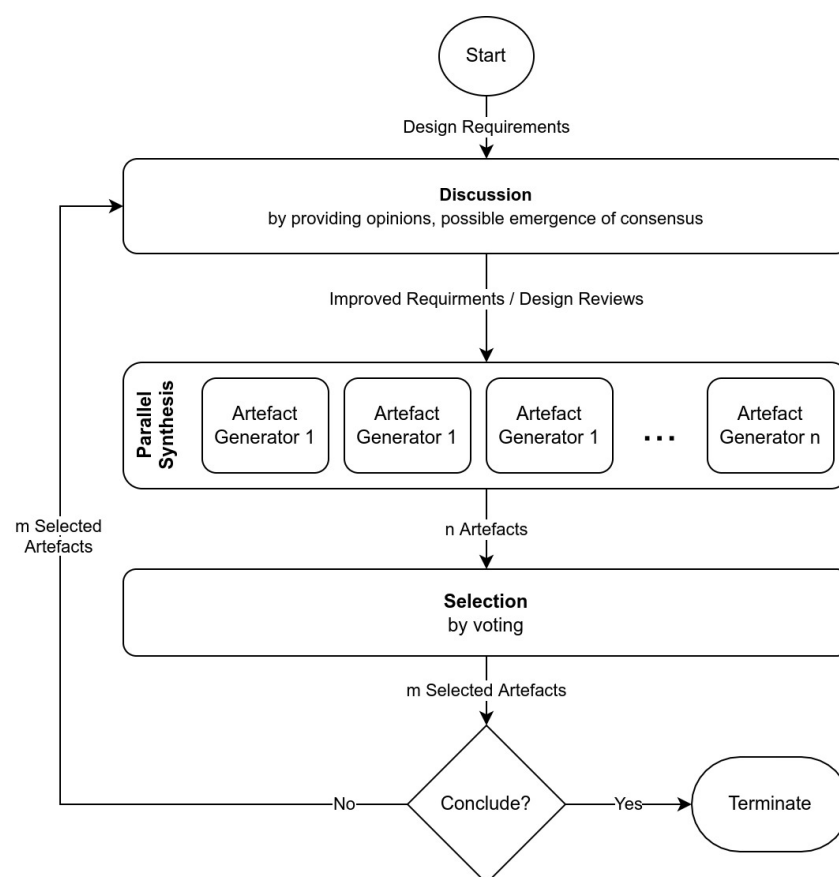 Start
Design Requirements
Discussion
by providing opinions, possible emergence of consensus
Improved Requirments / Design Reviews
Parallel
Synthesis
Artefact
Generator 1
Artefact
Generator 1
Artefact
Generator 1
...
Artefact
Generator n
n Artefacts
m Selected
Artefacts
Selection
by voting
m Selected Artefacts
No
Conclude?
Yes
Terminate